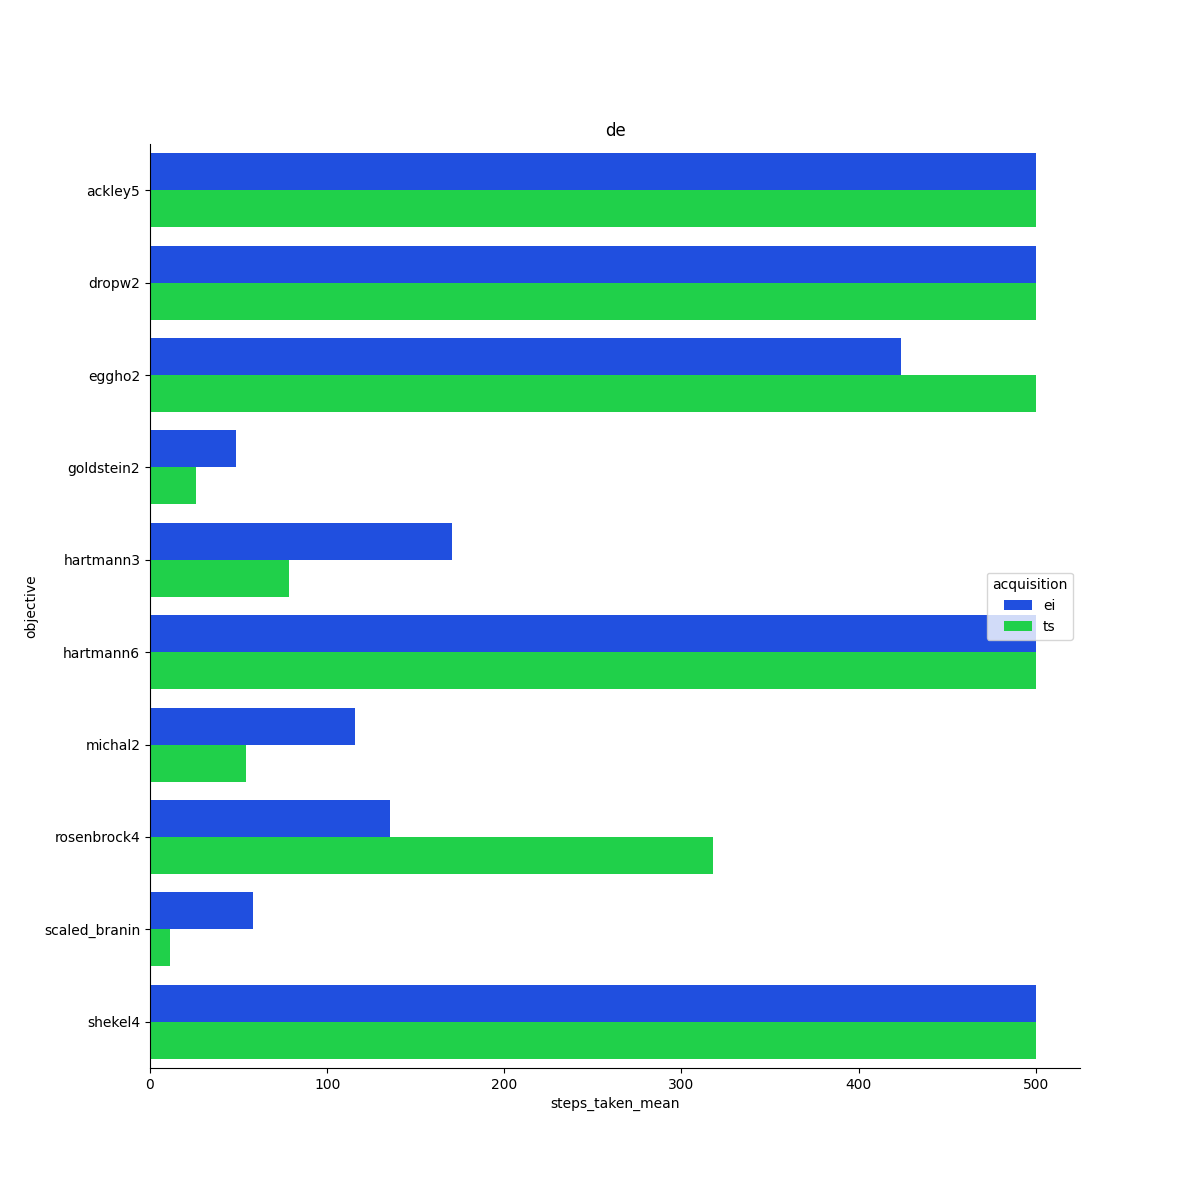 de
ackley5
dropw2
eggho2
goldstein2
hartmann3
hartmann6
michal2
rosenbrock4
scaled_branin
shekel4
objective
acquisition
ei
ts
0 100 200 300 400 500
steps_taken_mean